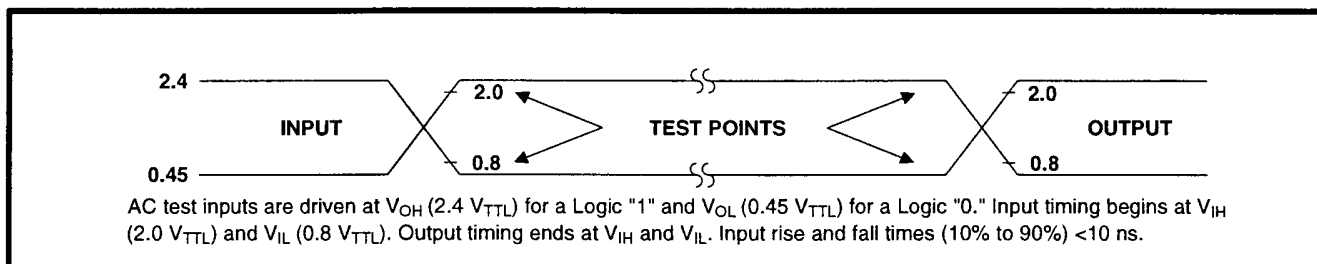 2.4
2.0
2.0
INPUT
TEST POINTS
OUTPUT
0.8
0.8
0.45
AC test inputs are driven at VOH (2.4 VTTL) for a Logic "1" and VOL (0.45 VTTL) for a Logic "0." Input timing begins at VIH
(2.0 VTTL) and VIL (0.8 VTTL). Output timing ends at VIH and VIL. Input rise and fall times (10% to 90%) <10 ns.